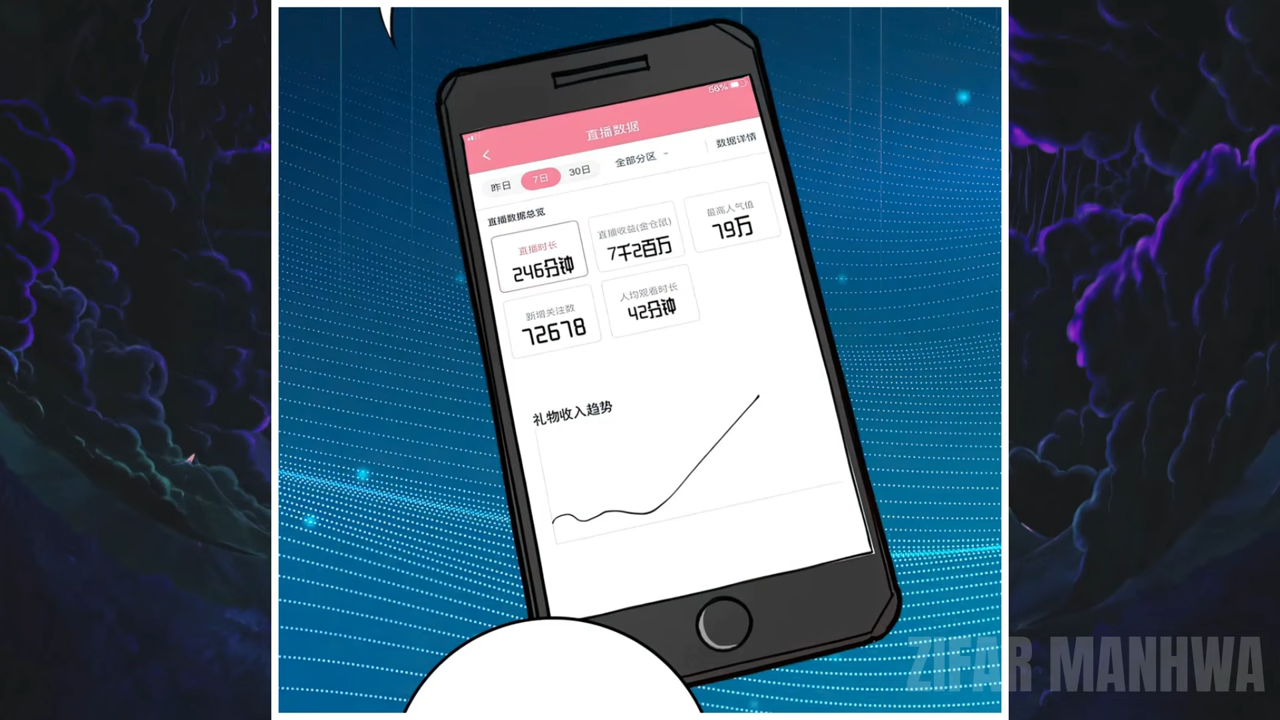 56%
直播数据
昨日 7日 30日 全部分区 数据详情
直播数据总览
直播时长
246分钟
直播收益(金仓鼠)
7千2百万
最高人气值
79万
新增关注数
72678
人均观看时长
42分钟
礼物收入趋势
ZIFAR MANHWA